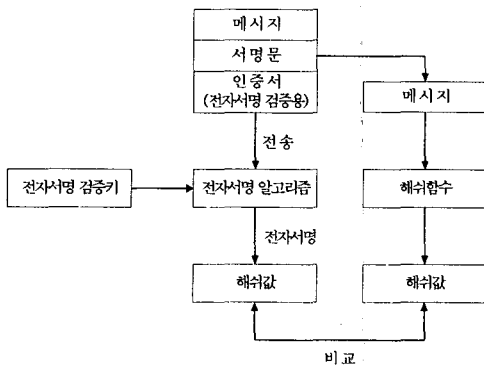 메시지
서명문
인증서
(전자서명 검증용)
메시지
전송
전자서명 검증키
전자서명 알고리즘
해쉬함수
전자서명
해쉬값
해쉬값
비교